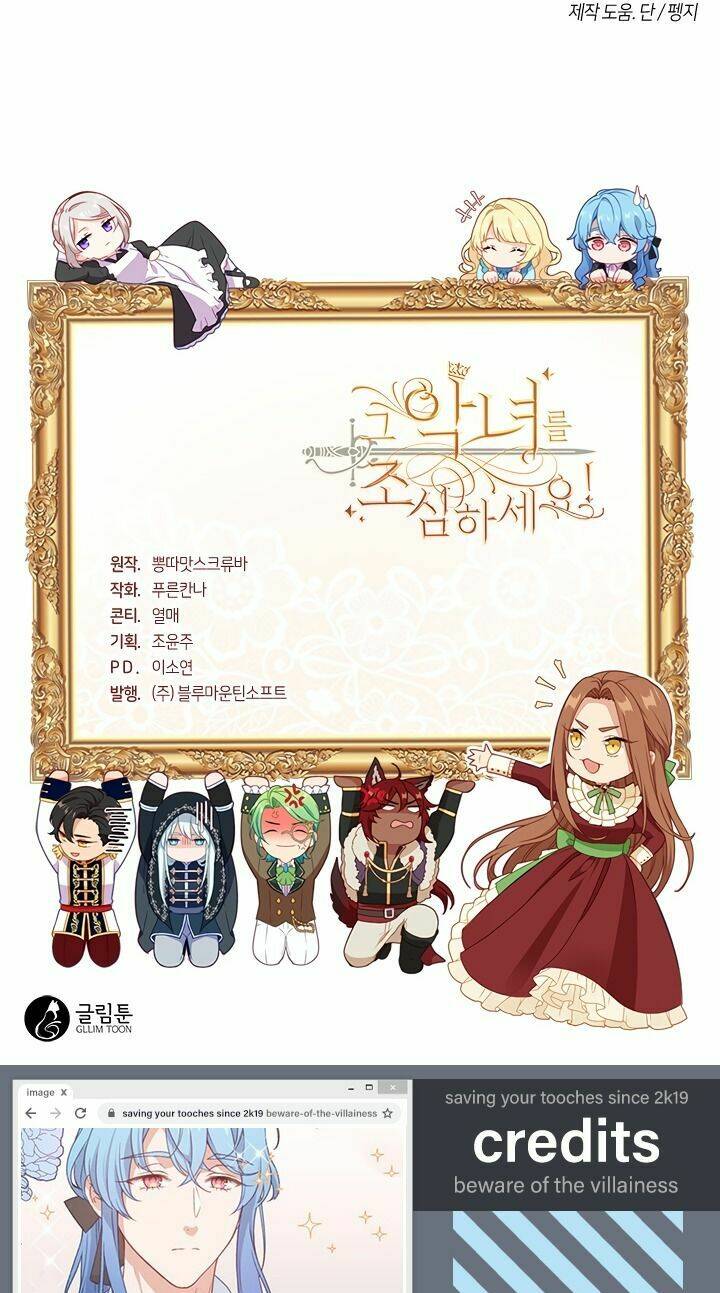 제작 도움. 단 / 펭지
그 악녀를
조심하세요!
원작. 뽕따맛스크류바
작화. 푸른칸나
콘티. 열매
기획. 조윤주
PD. 이소연
발행. (주) 블루마운틴소프트
글림툰
GLLIM TOON
image X
saving your tooches since 2k19 beware-of-the-villainess
saving your tooches since 2k19
credits
beware of the villainess